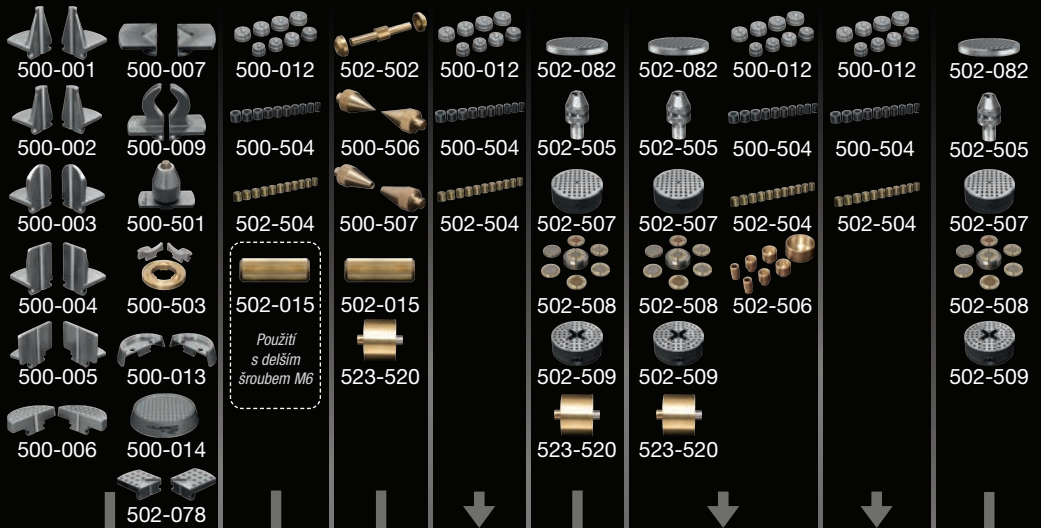 500-001 500-007 500-012 502-502 500-012 502-082 502-082 500-012 500-012 502-082
500-002 500-009 500-504 500-506 500-504 502-505 502-505 500-504 500-504 502-505
500-003 500-501 502-504 500-507 502-504 502-507 502-507 502-504 502-504 502-507
500-004 500-503 502-015 502-015 502-508 502-508 502-506 502-508
Použití
s delším
šroubem M6
500-005 500-013 523-520 502-509 502-509 502-509
500-006 500-014 523-520 523-520
502-078